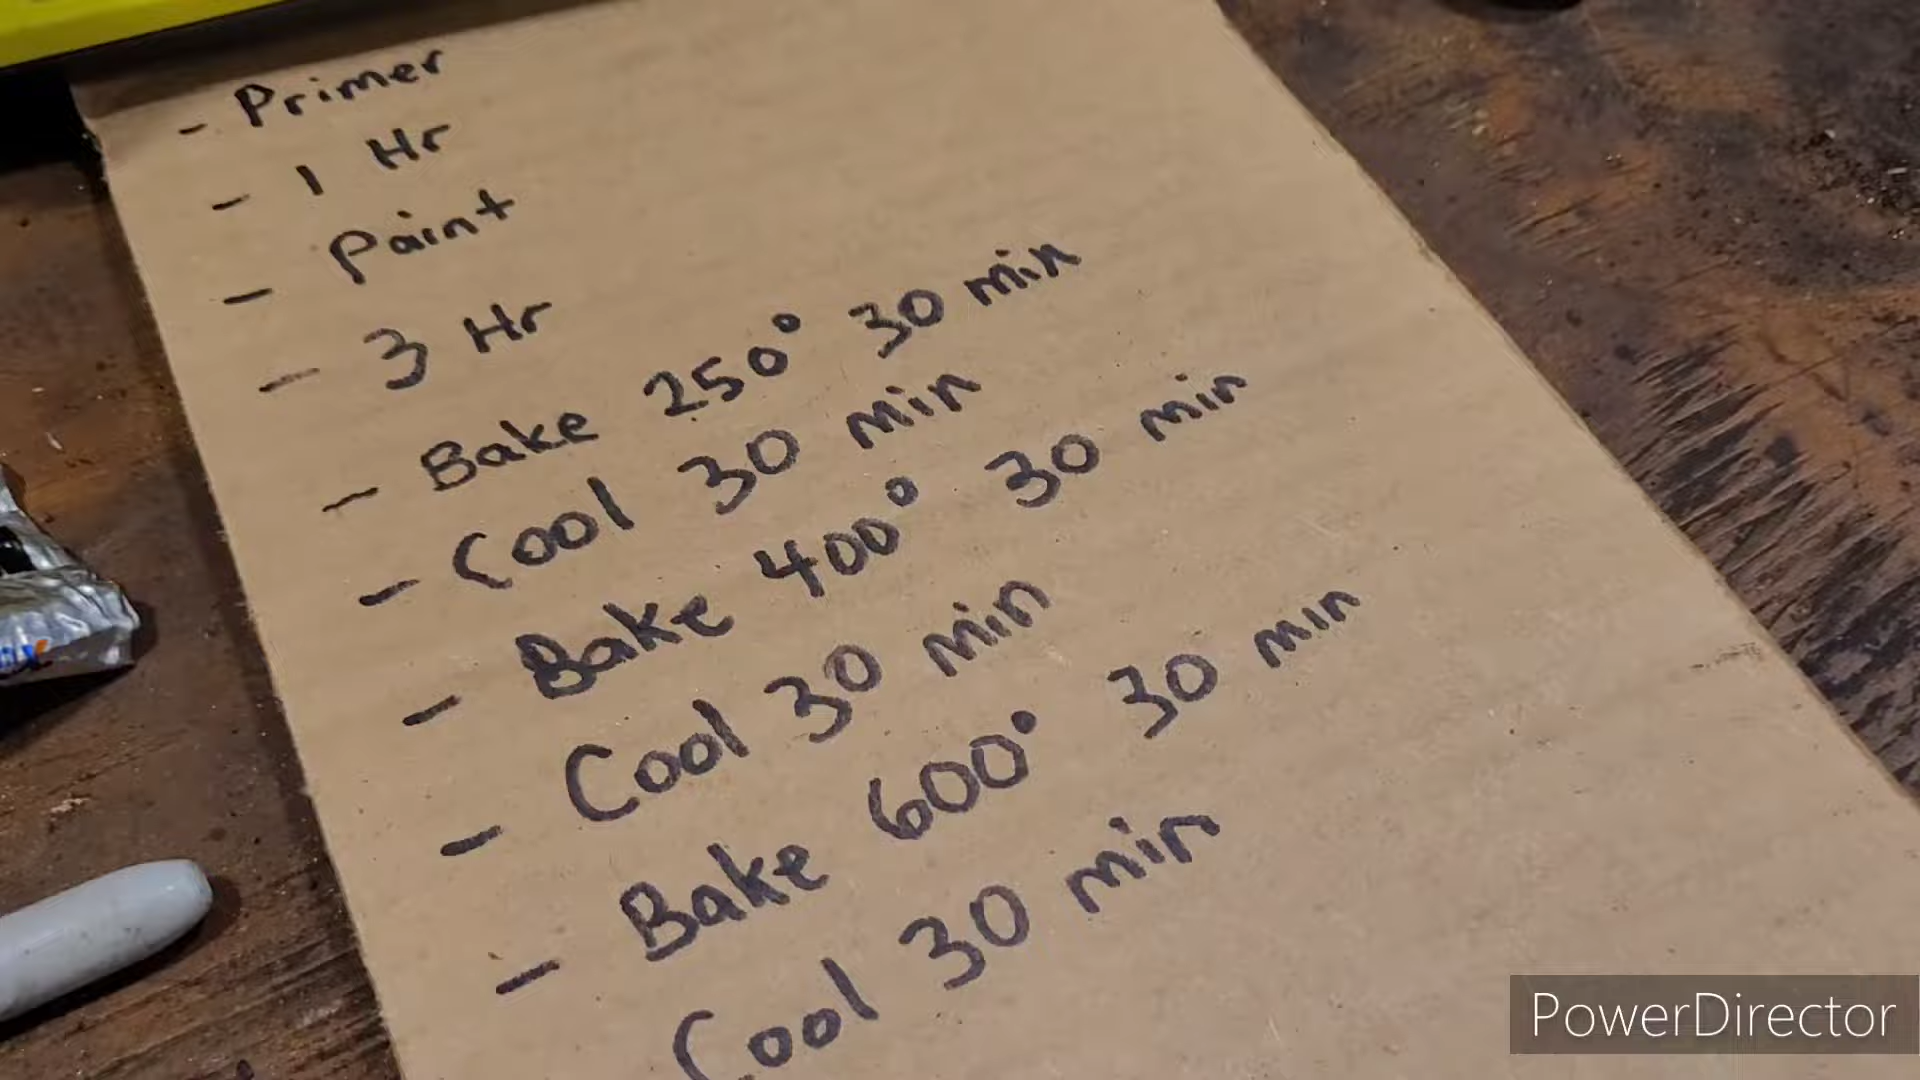 - Primer
- 1 Hr
- Paint
- 3 Hr
- Bake 250° 30 min
- Cool 30 min
- Bake 400° 30 min
- Cool 30 min
- Bake 600° 30 min
Cool 30 min
PowerDirector